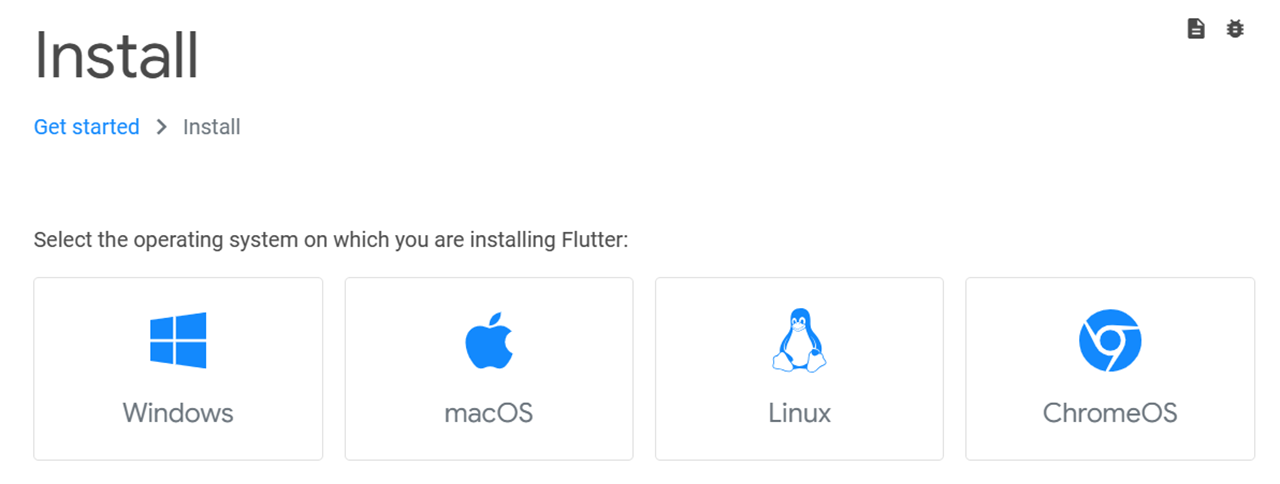 Install
Get started > Install
Select the operating system on which you are installing Flutter:
Windows
macOS
Linux
ChromeOS